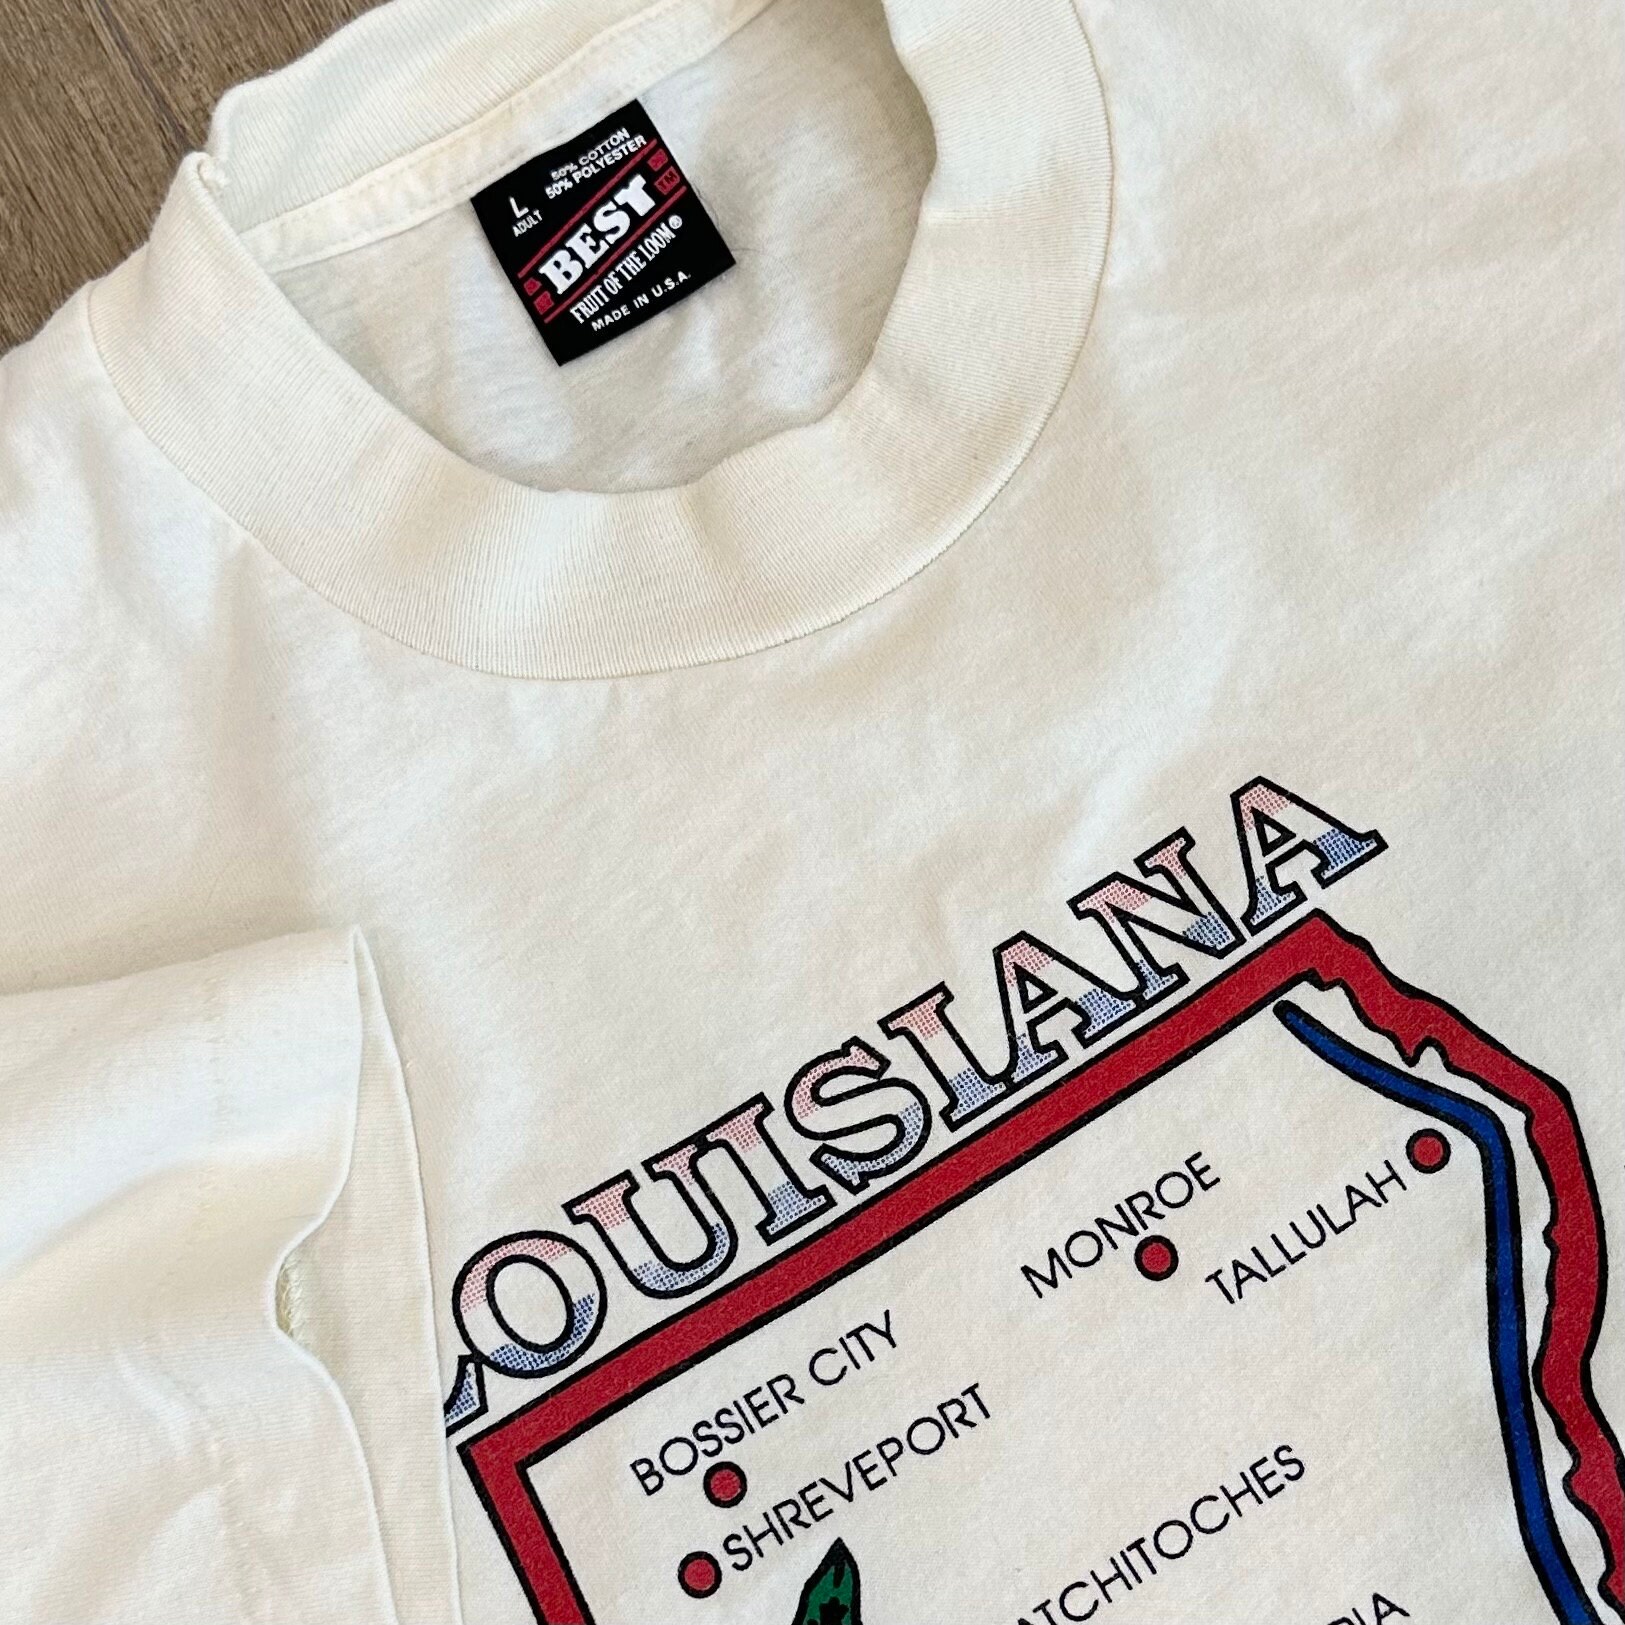 50% COTTON
50% POLYESTER
L
ADULT
BEST
TM
FRUIT OF THE LOOM®
MADE IN U.S.A.
LOUISIANA
MONROE
TALLULAH
BOSSIER CITY
SHREVEPORT
ATCHITOCHES